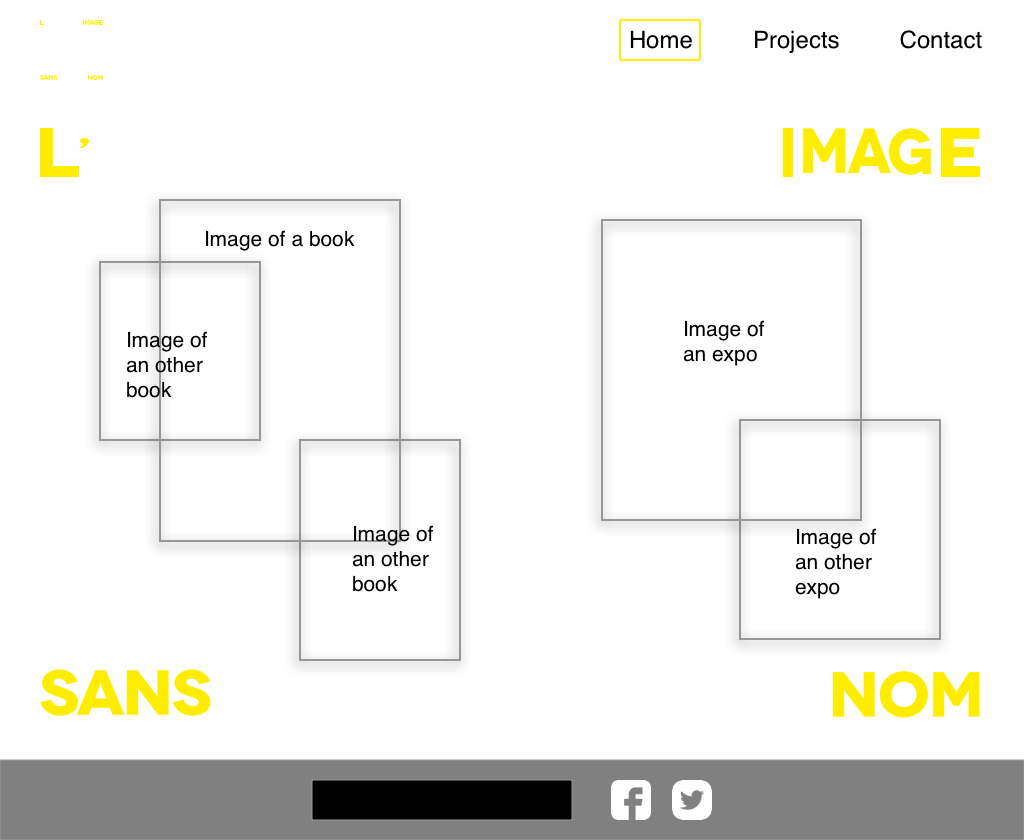 L IMAGE
SANS NOM
Home Projects Contact
L’ IMAGE
Image of a book
Image of
an other
book
Image of
an other
book
Image of
an expo
Image of
an other
expo
SANS NOM